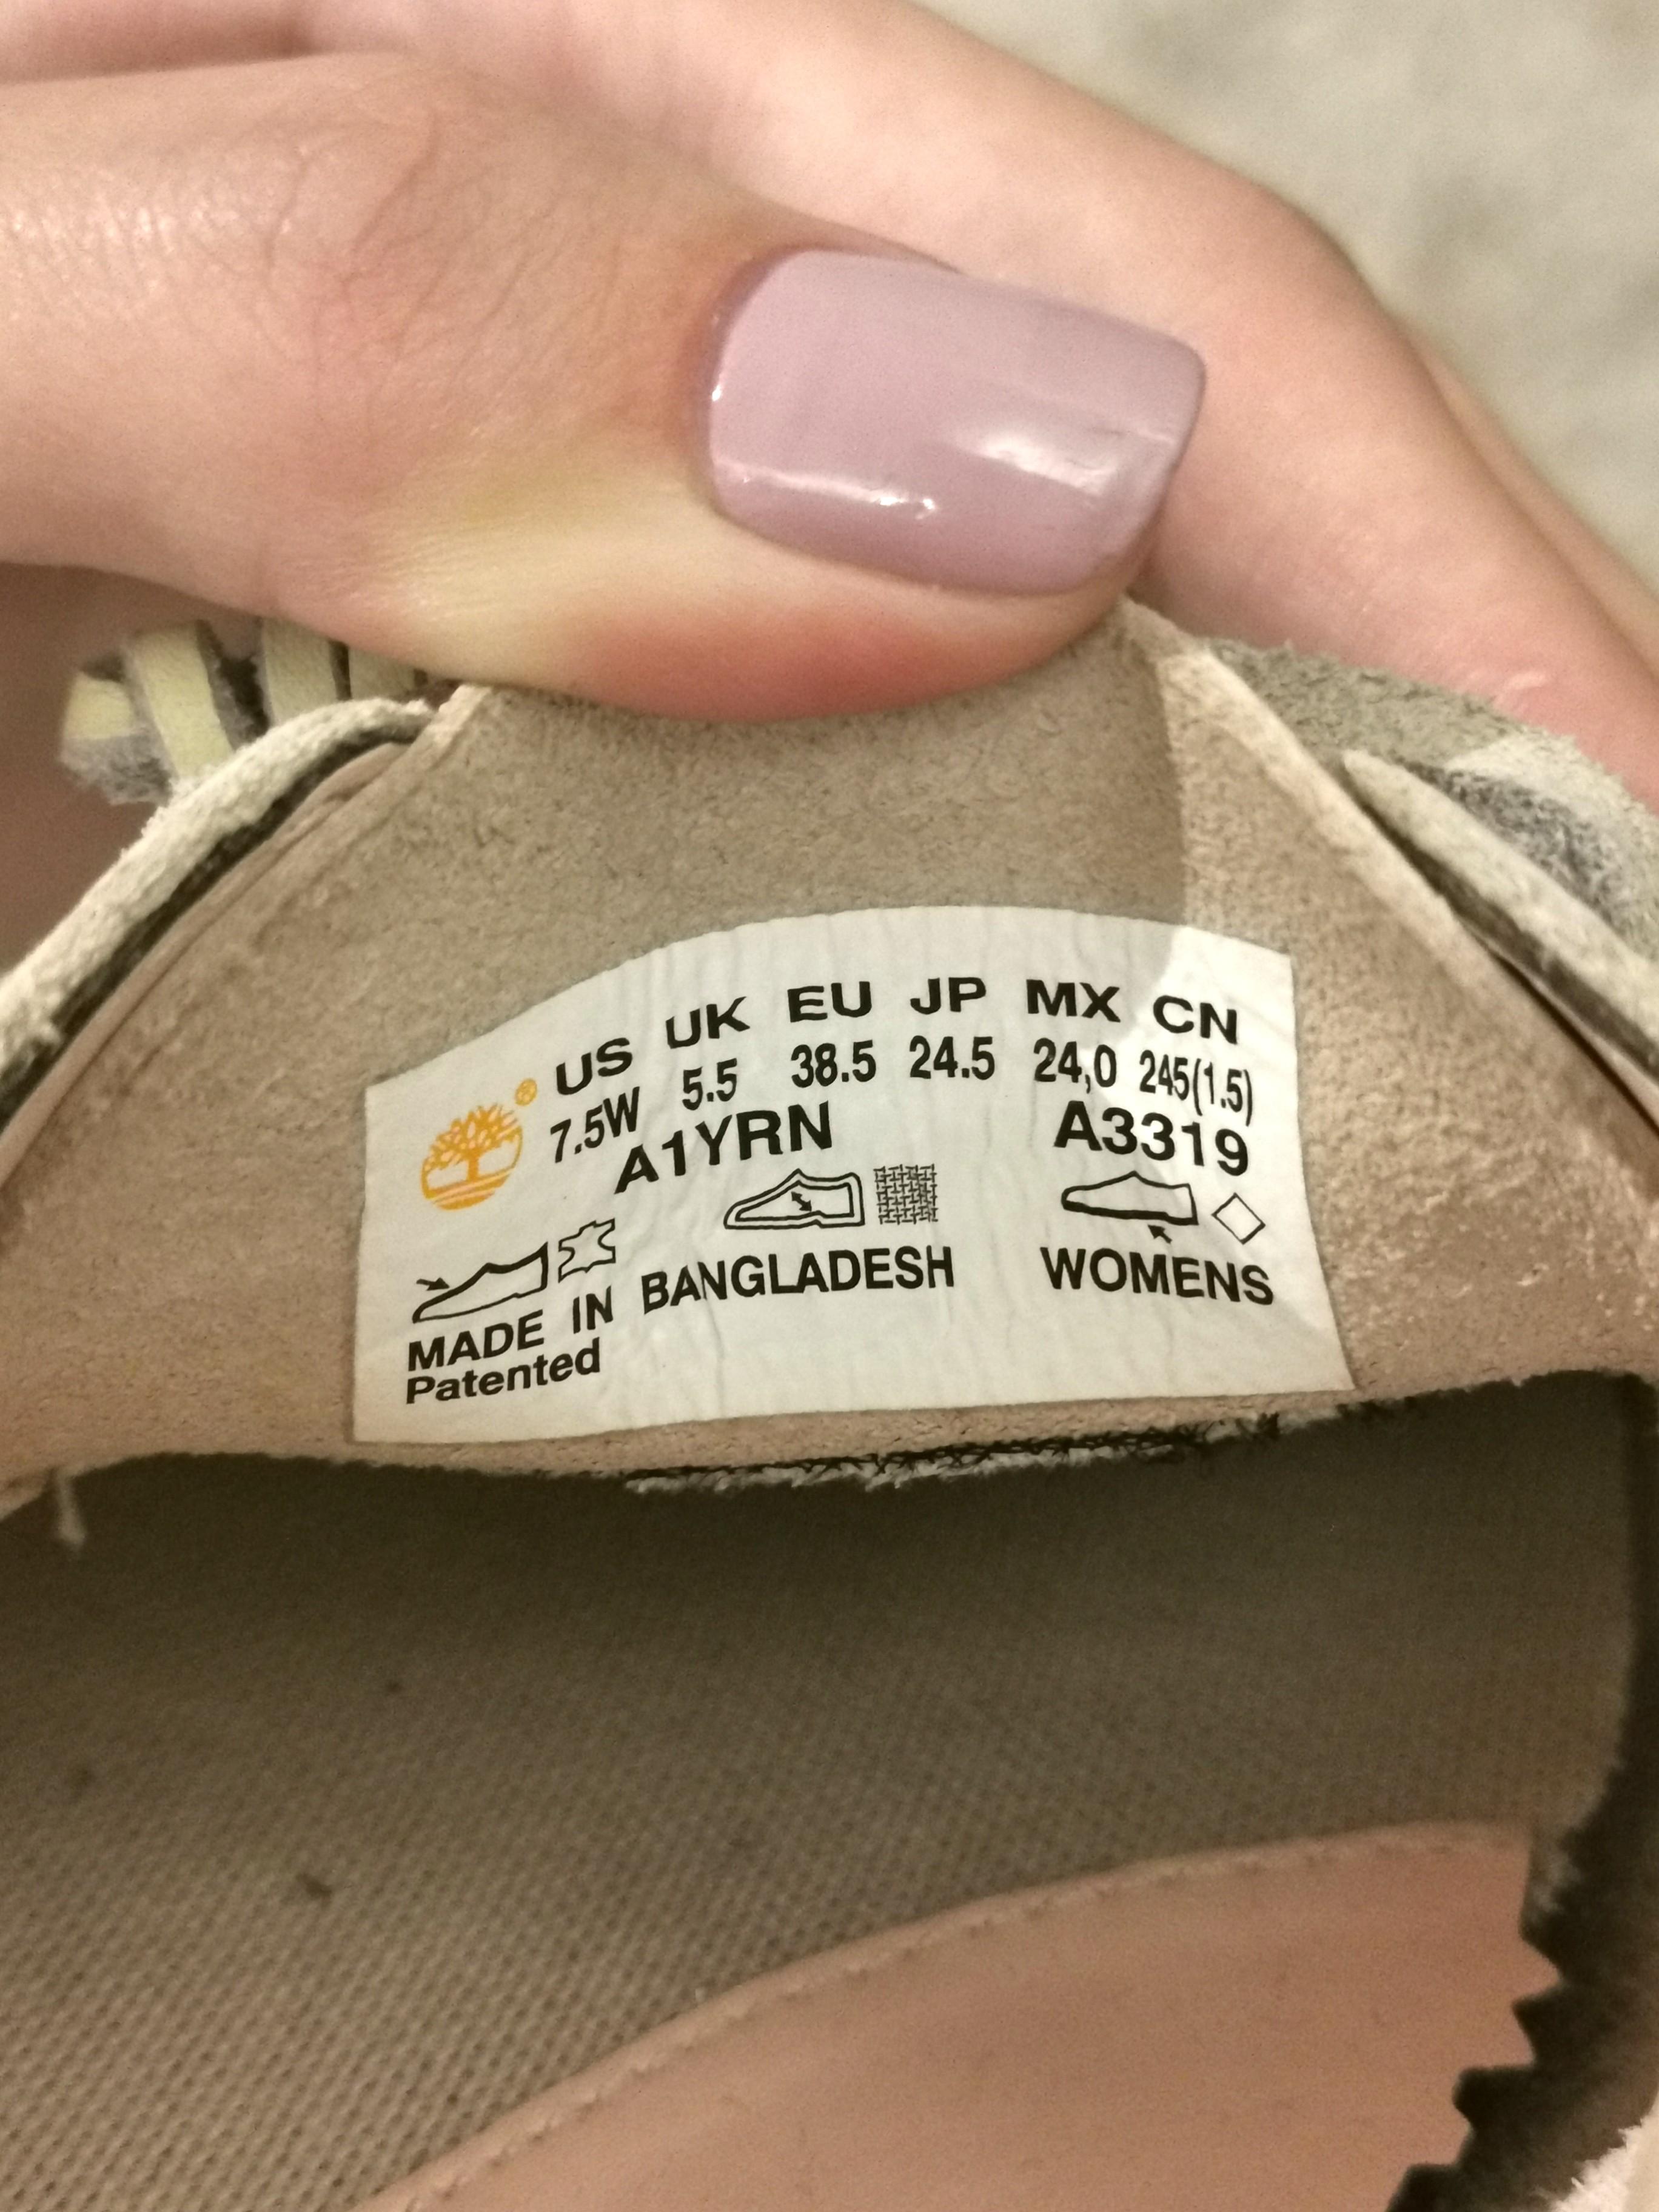 US UK EU JP MX CN
7.5W 5.5 38.5 24.5 24,0 245(1.5)
A1YRN A3319
®
MADE IN BANGLADESH WOMENS
Patented